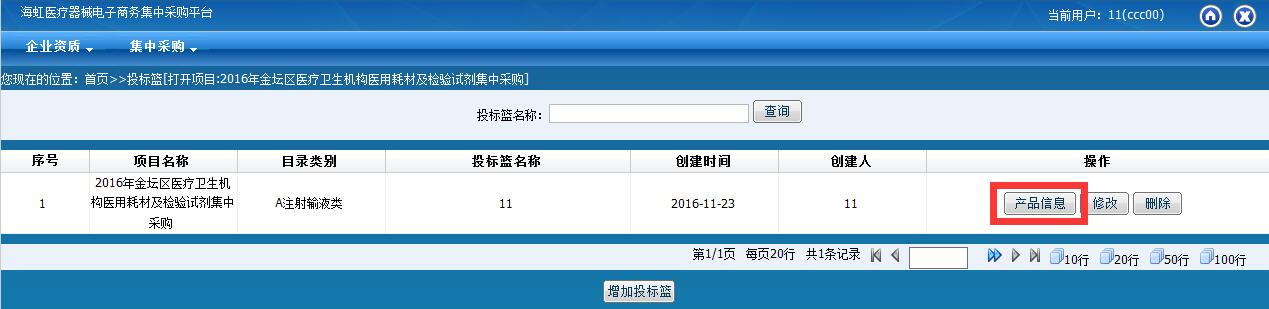 海虹医疗器械电子商务集中采购平台
当前用户：11(ccc00)
企业资质 集中采购
您现在的位置：首页>>投标篮[打开项目:2016年金坛区医疗卫生机构医用耗材及检验试剂集中采购]
投标篮名称： 查询
序号 项目名称 目录类别 投标篮名称 创建时间 创建人 操作
1 2016年金坛区医疗卫生机
构医用耗材及检验试剂集中
采购
A注射输液类 11 2016-11-23 11 产品信息 修改 删除
第1/1页 每页20行 共1条记录 10行 20行 50行 100行
增加投标篮